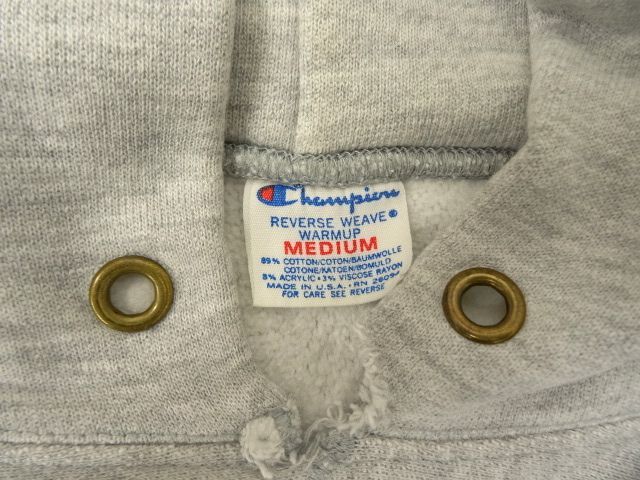 Champion
REVERSE WEAVE®
WARMUP
MEDIUM
89% COTTON/COTON/BAUMWOLLE
COTONE/KATOEN/BOMULD
8% ACRYLIC • 3% VISCOSE RAYON
MADE IN U.S.A. • RN 26094
FOR CARE SEE REVERSE